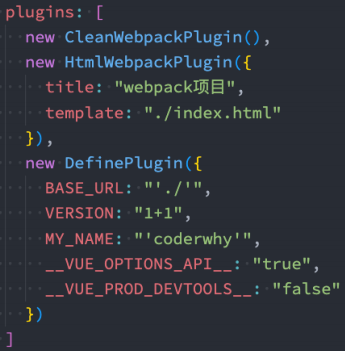 plugins: [
new CleanWebpackPlugin(),
new HtmlWebpackPlugin({
title: "webpack项目",
template: "./index.html"
}),
new DefinePlugin({
BASE_URL: "'./'",
VERSION: "1+1",
MY_NAME: "'coderwhy'",
__VUE_OPTIONS_API__: "true",
__VUE_PROD_DEVTOOLS__: "false"
})
]